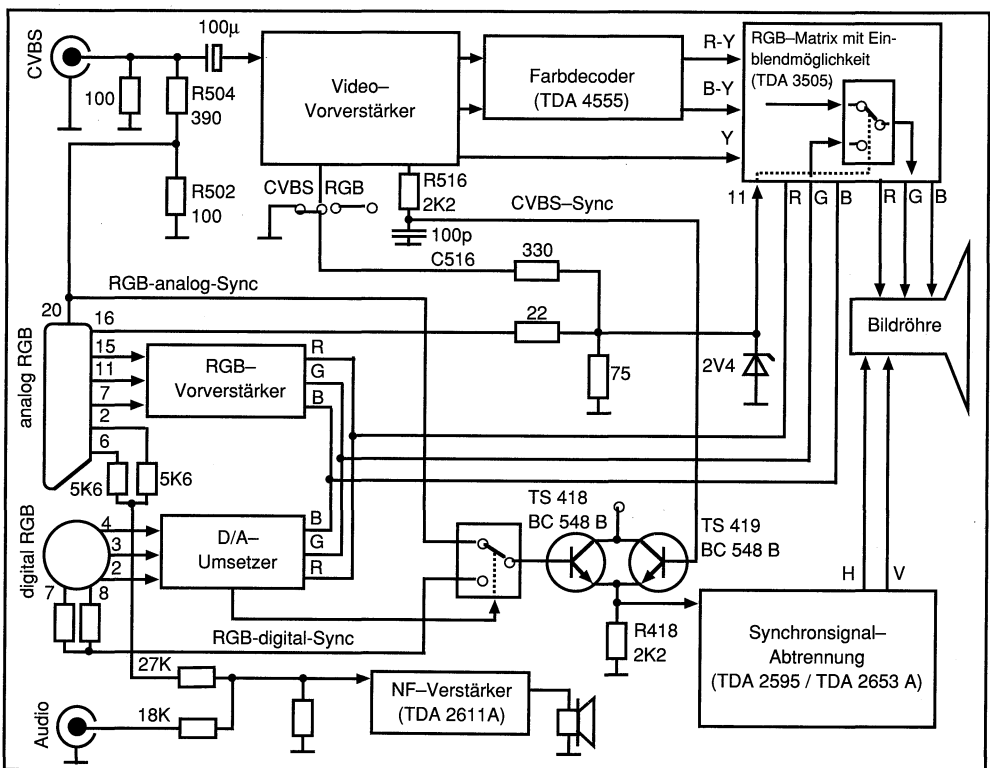 CVBS
100µ
100
R504
390
R502
100
Video–
Vorverstärker
Farbdecoder
(TDA 4555)
R-Y
B-Y
Y
RGB–Matrix mit Ein-
blendmöglichkeit
(TDA 3505)
11
R
G
B
R
G
B
CVBS
RGB
R516
2K2
100p
C516
CVBS–Sync
330
RGB-analog-Sync
20
analog RGB
16
15
11
7
2
6
RGB–
Vorverstärker
R
G
B
22
75
2V4
Bildröhre
5K6
5K6
digital RGB
4
3
2
7
8
D/A–
Umsetzer
B
G
R
TS 418
BC 548 B
TS 419
BC 548 B
RGB-digital-Sync
R418
2K2
H
V
Synchronsignal–
Abtrennung
(TDA 2595 / TDA 2653 A)
27K
18K
Audio
NF–Verstärker
(TDA 2611A)